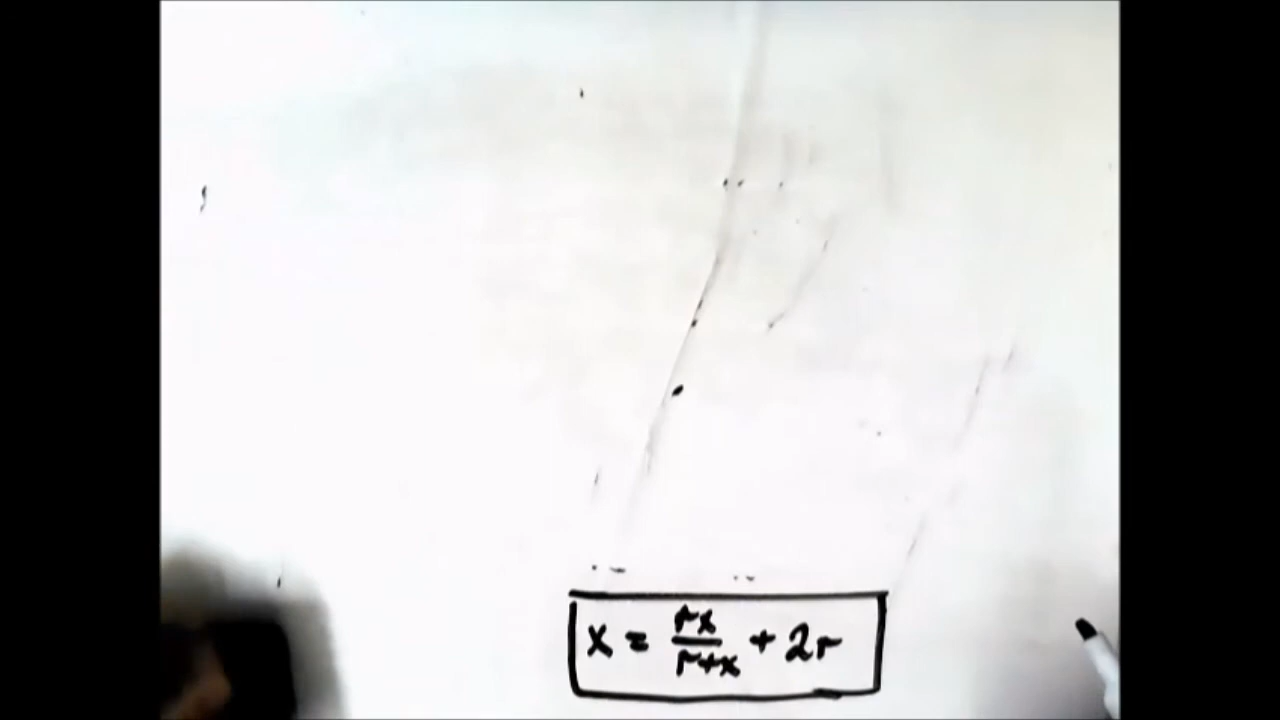 x = rx/r+x + 2r